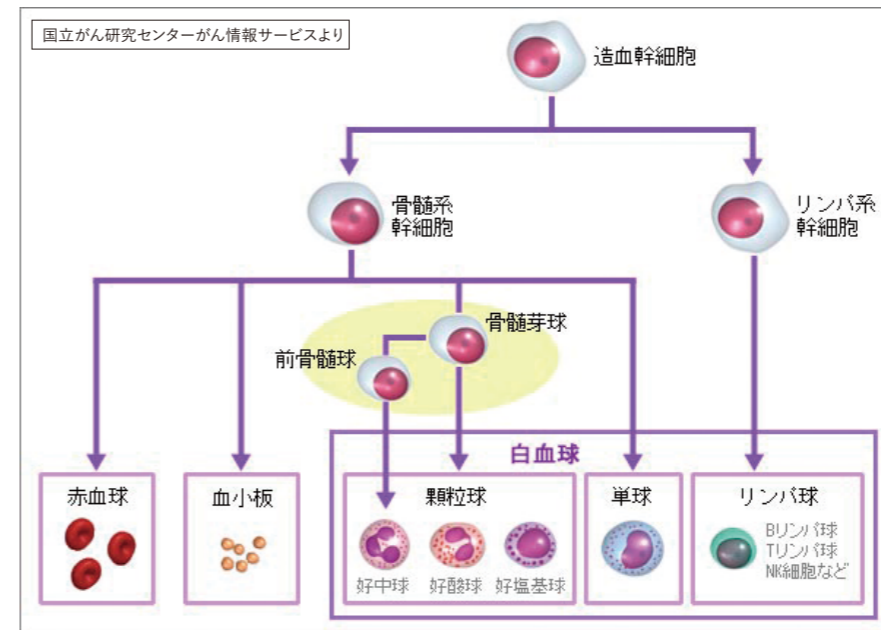 国立がん研究センターがん情報サービスより
造血幹細胞
骨髄系
幹細胞
リンパ系
幹細胞
骨髄芽球
前骨髄球
白血球
赤血球
血小板
顆粒球
単球
リンパ球
好中球
好酸球
好塩基球
Bリンパ球
Tリンパ球
NK細胞など